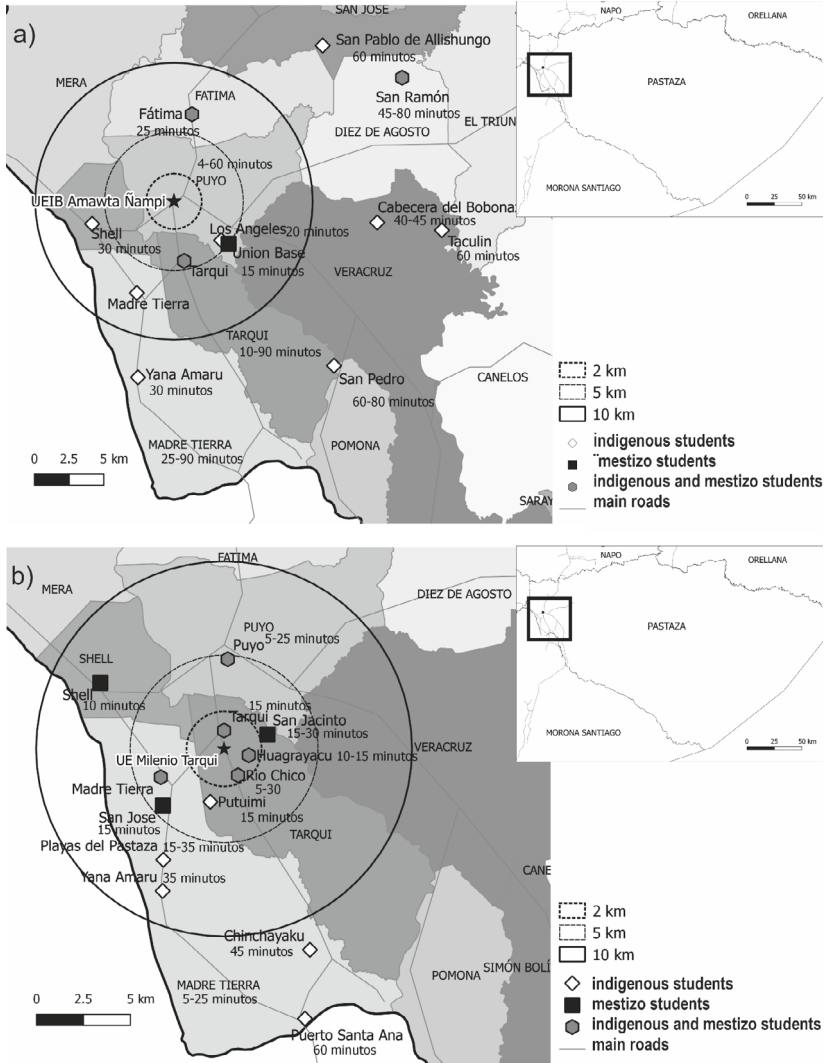 a)
SAN JOSE
San Pablo de Allishungo
60 minutos
MERA
FATIMA
Fátima
25 minutos
San Ramón
45-80 minutos
DIEZ DE AGOSTO
EL TRIUN
4-60 minutos
PUYO
UEIB Amawta Ñampi
Shell
30 minutos
Los Angeles
20 minutos
Union Base
15 minutos
Tarqui
Cabecera del Bobonaz
40-45 minutos
Taculin
60 minutos
VERACRUZ
Madre Tierra
TARQUI
10-90 minutos
Yana Amaru
30 minutos
San Pedro
60-80 minutos
CANELOS
MADRE TIERRA
25-90 minutos
POMONA
SARAY
0 2.5 5 km
NAPO
ORELLANA
PASTAZA
MORONA SANTIAGO
0 25 50 km
2 km
5 km
10 km
indigenous students
¨mestizo students
indigenous and mestizo students
main roads
b)
FATIMA
MERA
DIEZ DE AGOSTO
PUYO
5-25 minutos
Puyo
SHELL
Shell
10 minutos
15 minutos
Tarqui
San Jacinto
15-30 minutos
VERACRUZ
Huagrayacu 10-15 minutos
UE Milenio Tarqui
Rio Chico
5-30
Madre Tierra
Putuimi
15 minutos
San Jose
15 minutos
TARQUI
Playas del Pastaza 15-35 minutos
Yana Amaru 35 minutos
CANE
Chinchayaku
45 minutos
MADRE TIERRA
5-25 minutos
POMONA
SIMÓN BOLÍ
Puerto Santa Ana
60 minutos
0 2.5 5 km
NAPO
ORELLANA
PASTAZA
MORONA SANTIAGO
0 25 50 km
2 km
5 km
10 km
indigenous students
mestizo students
indigenous and mestizo students
main roads